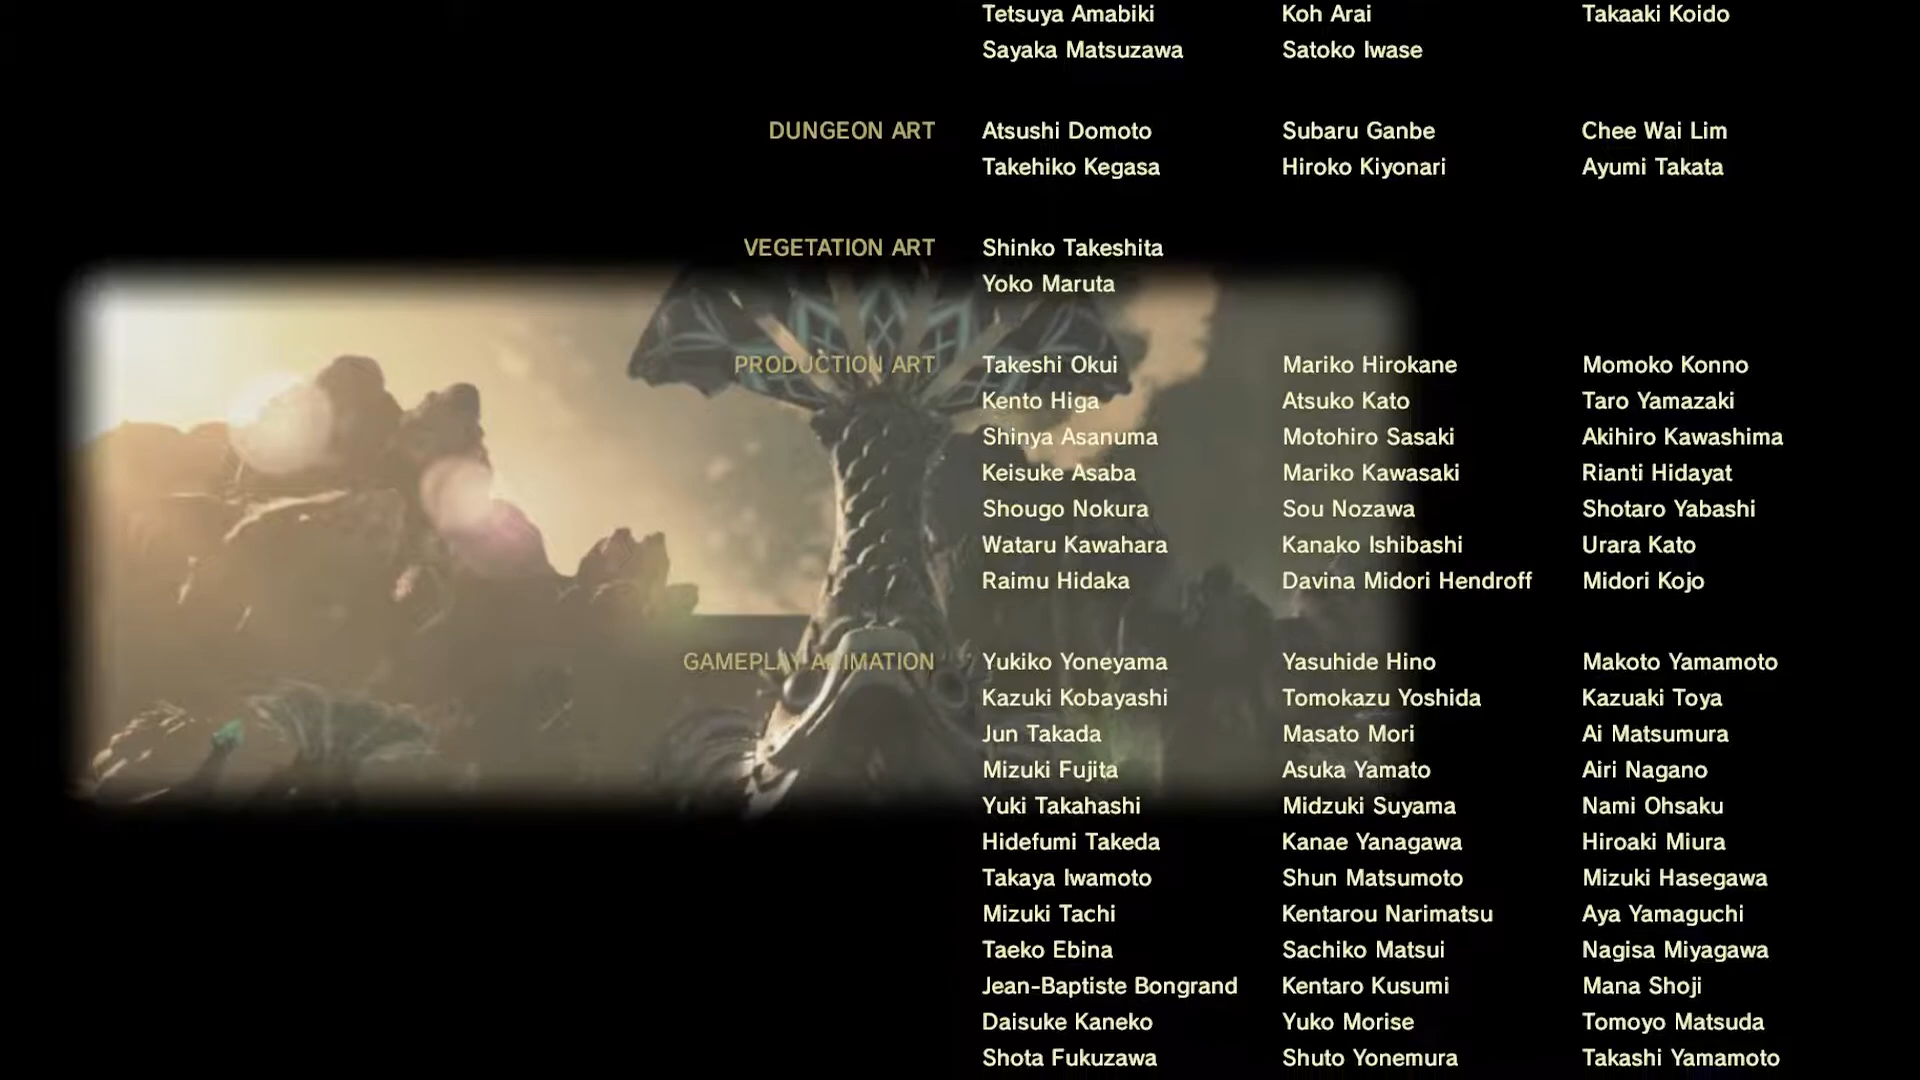 Tetsuya Amabiki Koh Arai Takaaki Koido
Sayaka Matsuzawa Satoko Iwase
DUNGEON ART Atsushi Domoto Subaru Ganbe Chee Wai Lim
Takehiko Kegasa Hiroko Kiyonari Ayumi Takata
VEGETATION ART Shinko Takeshita
Yoko Maruta
PRODUCTION ART Takeshi Okui Mariko Hirokane Momoko Konno
Kento Higa Atsuko Kato Taro Yamazaki
Shinya Asanuma Motohiro Sasaki Akihiro Kawashima
Keisuke Asaba Mariko Kawasaki Rianti Hidayat
Shougo Nokura Sou Nozawa Shotaro Yabashi
Wataru Kawahara Kanako Ishibashi Urara Kato
Raimu Hidaka Davina Midori Hendroff Midori Kojo
GAMEPLAY ANIMATION Yukiko Yoneyama Yasuhide Hino Makoto Yamamoto
Kazuki Kobayashi Tomokazu Yoshida Kazuaki Toya
Jun Takada Masato Mori Ai Matsumura
Mizuki Fujita Asuka Yamato Airi Nagano
Yuki Takahashi Midzuki Suyama Nami Ohsaku
Hidefumi Takeda Kanae Yanagawa Hiroaki Miura
Takaya Iwamoto Shun Matsumoto Mizuki Hasegawa
Mizuki Tachi Kentarou Narimatsu Aya Yamaguchi
Taeko Ebina Sachiko Matsui Nagisa Miyagawa
Jean-Baptiste Bongrand Kentaro Kusumi Mana Shoji
Daisuke Kaneko Yuko Morise Tomoyo Matsuda
Shota Fukuzawa Shuto Yonemura Takashi Yamamoto